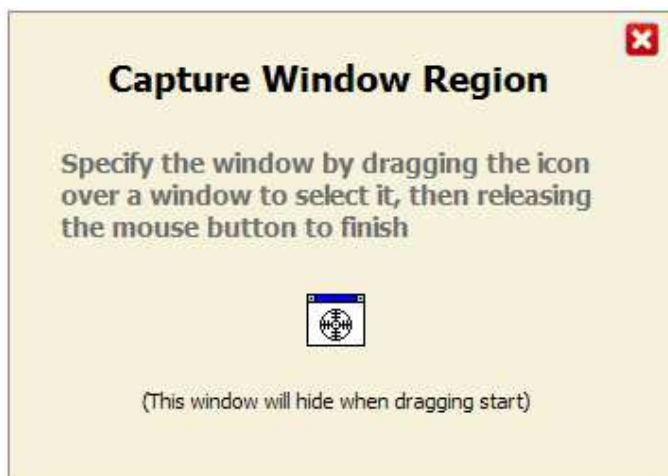 Capture Window Region
Specify the window by dragging the icon
over a window to select it, then releasing
the mouse button to finish
(This window will hide when dragging start)